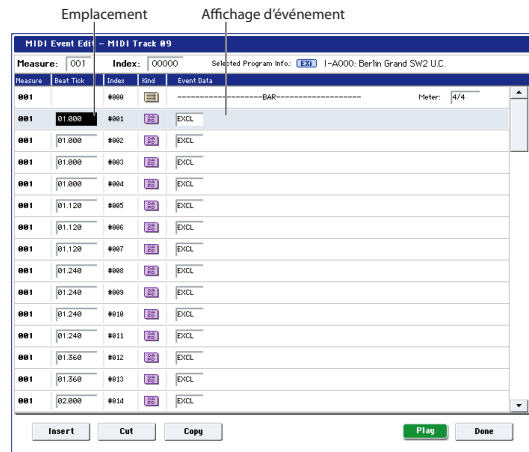 Emplacement Affichage d'événement
MIDI Event Edit - MIDI Track 09
Measure: 001 Index: 00000 Selected Program Info.: EXi I-A000: Berlin Grand SW2 U.C.
Measure Beat Tick Index Kind Event Data
001 #000 --------------------BAR-------------------- Meter: 4/4
001 01.000 #001 EXCL
001 01.000 #002 EXCL
001 01.000 #003 EXCL
001 01.000 #004 EXCL
001 01.120 #005 EXCL
001 01.120 #006 EXCL
001 01.120 #007 EXCL
001 01.240 #008 EXCL
001 01.240 #009 EXCL
001 01.240 #010 EXCL
001 01.240 #011 EXCL
001 01.360 #012 EXCL
001 01.360 #013 EXCL
001 02.000 #014 EXCL
Insert Cut Copy Play Done